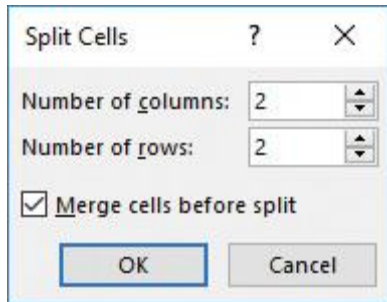 Split Cells ?
Number of columns: 2
Number of rows: 2
Merge cells before split
OK Cancel